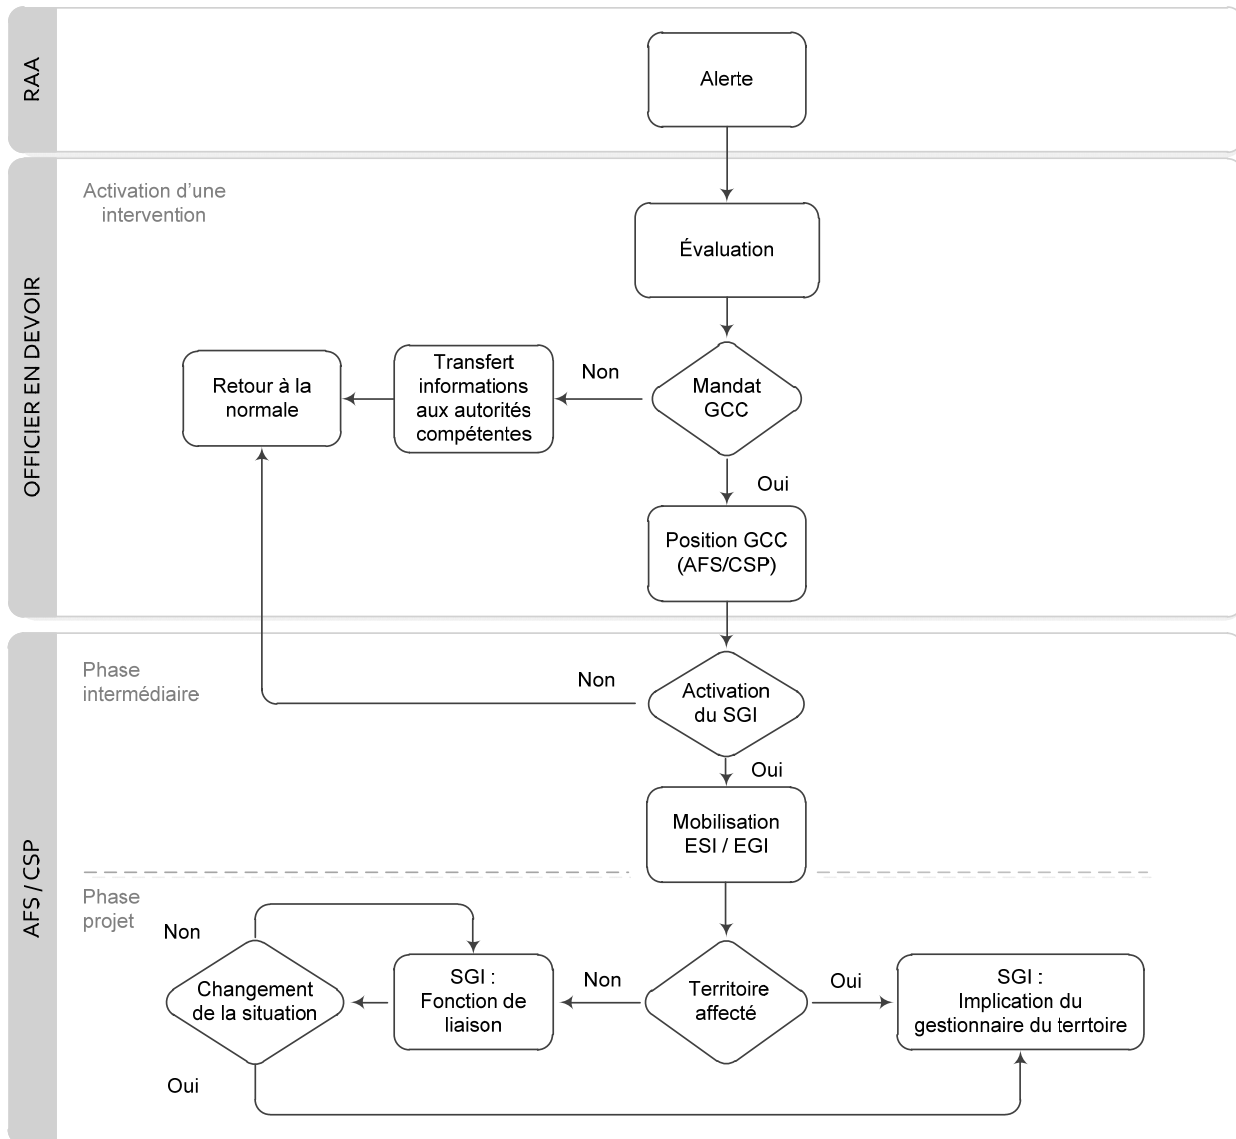 RAA
Alerte
OFFICIER EN DEVOIR
Activation d'une
intervention
Évaluation
Mandat
GCC
Non
Transfert
informations
aux autorités
compétentes
Retour à la
normale
Oui
Position GCC
(AFS/CSP)
AFS / CSP
Phase
intermédiaire
Non
Activation
du SGI
Oui
Mobilisation
ESI / EGI
Phase
projet
Non
Changement
de la situation
SGI :
Fonction de
liaison
Non
Territoire
affecté
Oui
SGI :
Implication du
gestionnaire du terrtoire
Oui